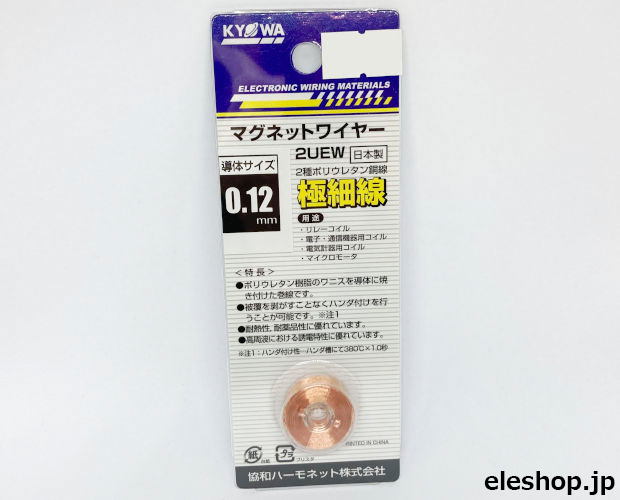 KYOWA
ELECTRONIC WIRING MATERIALS
マグネットワイヤー
導体サイズ
0.12
mm
2UEW 日本製
2種ポリウレタン銅線
極細線
用途
・リレーコイル
・電子・通信機器用コイル
・電気計器用コイル
・マイクロモータ
<特長>
●ポリウレタン樹脂のワニスを導体に焼
き付けた巻線です。
●被覆を剥がすことなくハンダ付けを行
うことが可能です。※注1
●耐熱性,耐薬品性に優れています。
●高周波における誘電特性に優れています。
※注1:ハンダ付け性…ハンダ槽にて380℃×1.0秒
PRINTED IN CHINA
紙 台紙 プラ ブリスタ
協和ハーモネット株式会社
eleshop.jp